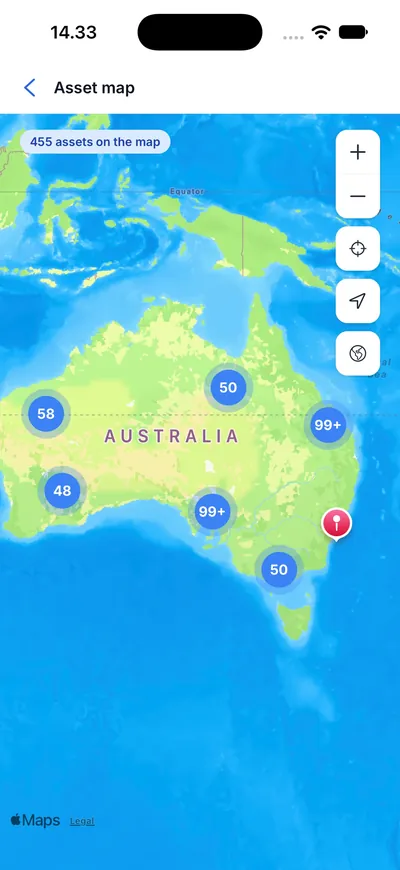 14.33
Asset map
455 assets on the map
Equator
58
50
99+
AUSTRALIA
48
99+
50
Maps
Legal